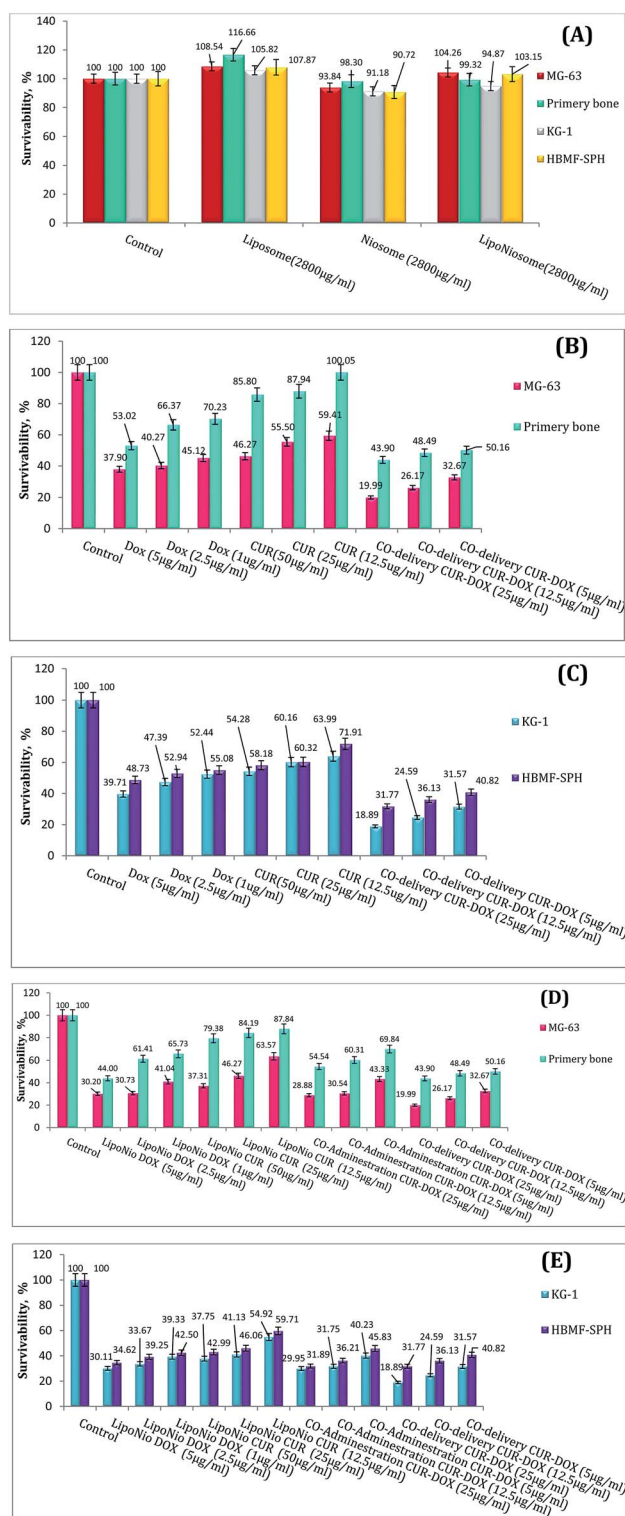 (A)
Survivability, %
140
120
100
80
60
40
20
0
100
100
100
100
108.54
116.66
105.82
107.87
93.84
98.30
91.18
90.72
104.26
99.32
94.87
103.15
MG-63
Primery bone
KG-1
HBMF-SPH
Control
Liposome(2800µg/ml)
Niosome (2800µg/ml)
LipoNiosome(2800µg/ml)
(B)
Survivability, %
120
100
80
60
40
20
0
100
100
37.90
53.02
40.27
66.37
45.12
70.23
46.27
85.80
55.50
87.94
59.41
100.05
19.99
43.90
26.17
48.49
32.67
50.16
MG-63
Primery bone
Control
Dox (5µg/ml)
Dox (2.5µg/ml)
Dox (1ug/ml)
CUR(50µg/ml)
CUR (25µg/ml)
CUR (12.5ug/ml)
CO-delivery CUR-DOX (25µg/ml)
CO-delivery CUR-DOX (12.5µg/ml)
CO-delivery CUR-DOX (5µg/ml)
(C)
Survivability, %
120
100
80
60
40
20
0
100
100
39.71
48.73
47.39
52.94
52.44
55.08
54.28
58.18
60.16
60.32
63.99
71.91
18.89
31.77
24.59
36.13
31.57
40.82
KG-1
HBMF-SPH
Control
Dox (5µg/ml)
Dox (2.5µg/ml)
Dox (1ug/ml)
CUR(50µg/ml)
CUR (25µg/ml)
CUR (12.5ug/ml)
CO-delivery CUR-DOX (25µg/ml)
CO-delivery CUR-DOX (12.5µg/ml)
CO-delivery CUR-DOX (5µg/ml)
(D)
Survivability, %
120
100
80
60
40
20
0
100
100
30.20
44.00
30.73
61.41
41.04
65.73
37.31
79.38
46.27
84.19
63.57
87.84
28.88
54.54
30.54
60.31
43.33
69.84
19.99
43.90
26.17
48.49
32.67
50.16
MG-63
Primery bone
Control
LipoNio DOX (5µg/ml)
LipoNio DOX (2.5µg/ml)
LipoNio DOX (1µg/ml)
LipoNio CUR (50µg/ml)
LipoNio CUR (25µg/ml)
LipoNio CUR (12.5µg/ml)
CO-Adminestration CUR-DOX (25µg/ml)
CO-Adminestration CUR-DOX (12.5µg/ml)
CO-Adminestration CUR-DOX (5µg/ml)
CO-delivery CUR-DOX (25µg/ml)
CO-delivery CUR-DOX (12.5µg/ml)
CO-delivery CUR-DOX (5µg/ml)
(E)
Survivability, %
120
100
80
60
40
20
0
100
100
30.11
34.62
33.67
39.25
39.33
42.50
37.75
42.99
41.13
46.06
54.92
59.71
29.95
31.89
31.75
36.21
40.23
45.83
18.89
31.77
24.59
36.13
31.57
40.82
KG-1
HBMF-SPH
Control
LipoNio DOX (5µg/ml)
LipoNio DOX (2.5µg/ml)
LipoNio DOX (1µg/ml)
LipoNio CUR (50µg/ml)
LipoNio CUR (25µg/ml)
LipoNio CUR (12.5µg/ml)
CO-Adminestration CUR-DOX (25µg/ml)
CO-Adminestration CUR-DOX (12.5µg/ml)
CO-Adminestration CUR-DOX (5µg/ml)
CO-delivery CUR-DOX (25µg/ml)
CO-delivery CUR-DOX (12.5µg/ml)
CO-delivery CUR-DOX (5µg/ml)